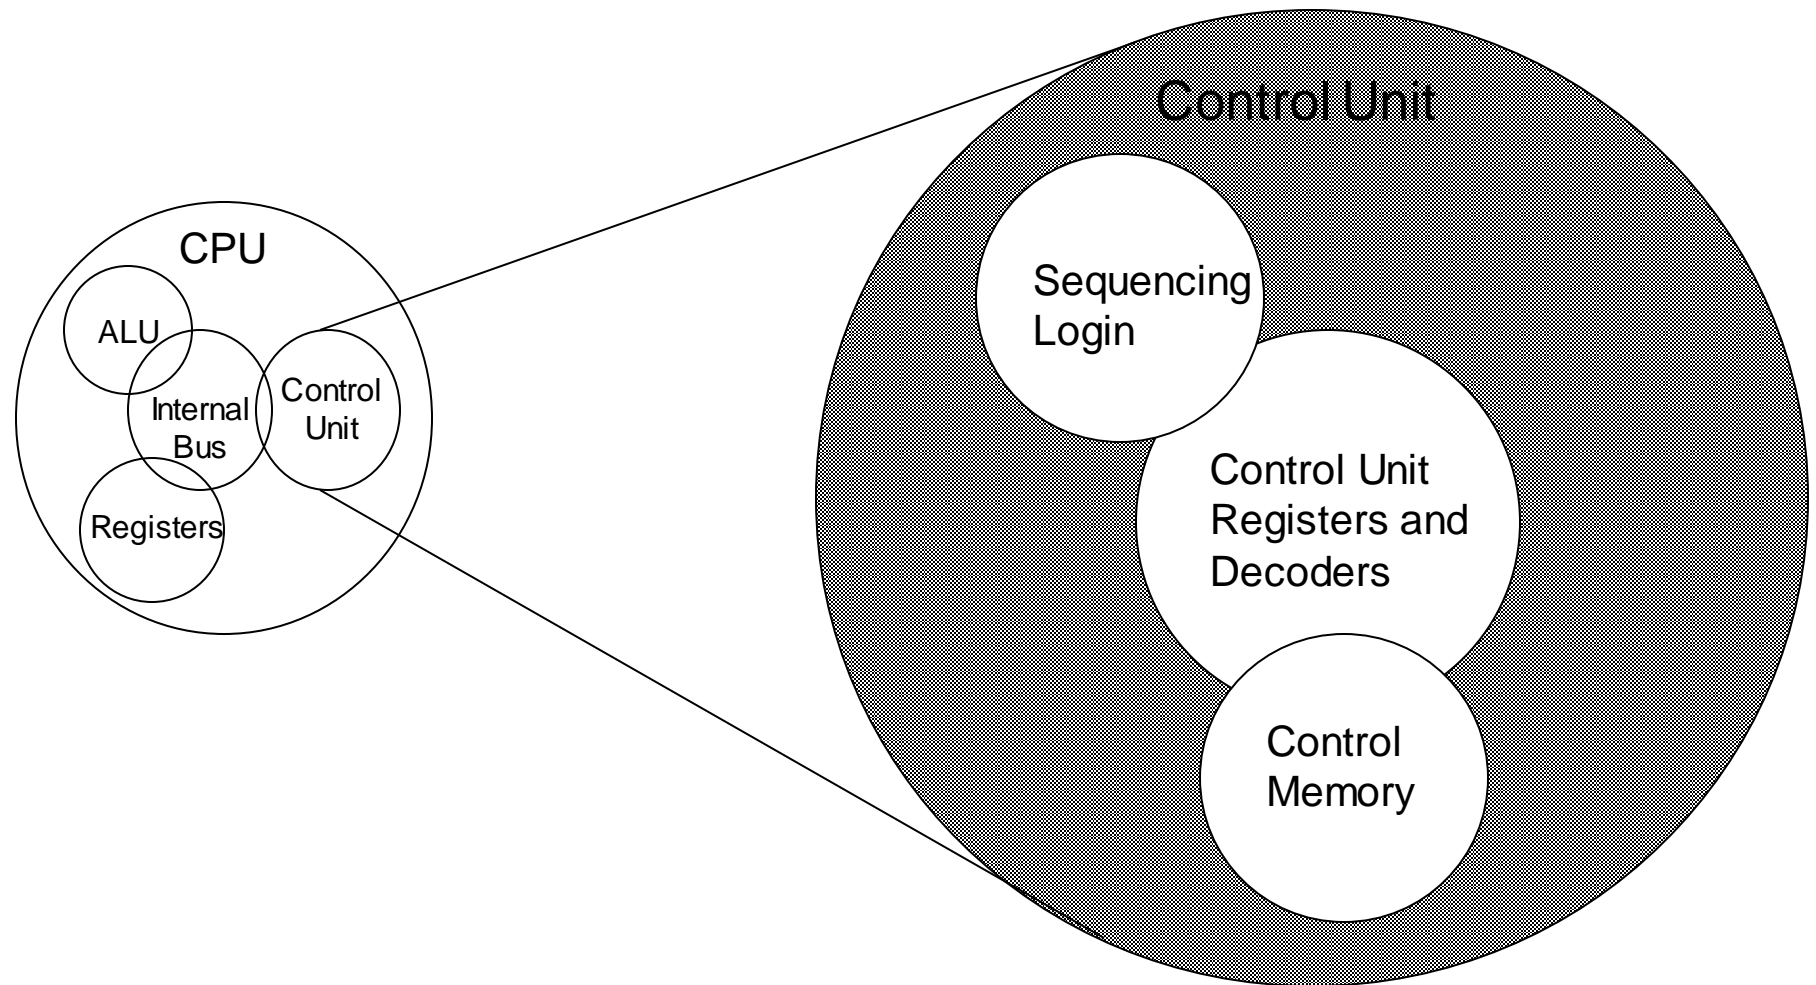 CPU
ALU
Internal
Bus
Control
Unit
Registers
Control Unit
Sequencing
Login
Control Unit
Registers and
Decoders
Control
Memory